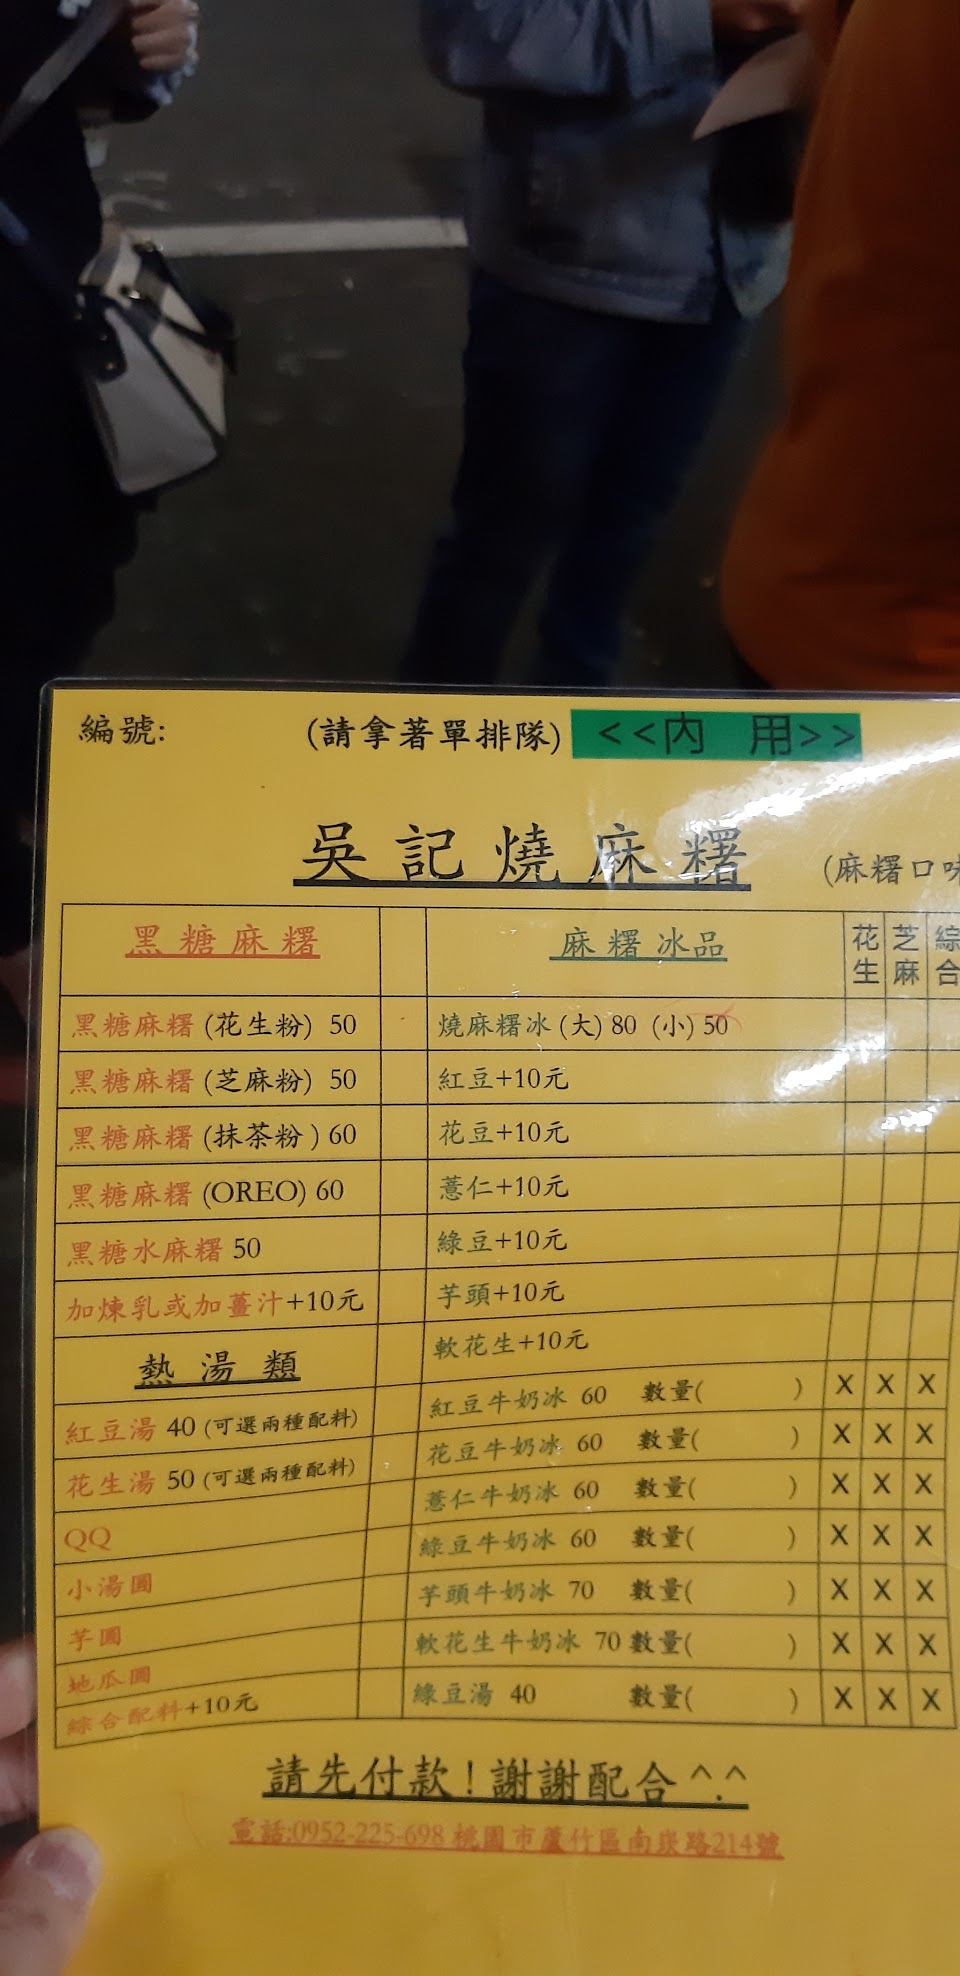 編號: (請拿著單排隊) <<內 用>>
吳記燒麻糬 (麻糬口味
黑糖麻糬 麻糬冰品 花生 芝麻 綜合
黑糖麻糬 (花生粉) 50 燒麻糬冰 (大) 80 (小) 50
黑糖麻糬 (芝麻粉) 50 紅豆+10元
黑糖麻糬 (抹茶粉) 60 花豆+10元
黑糖麻糬 (OREO) 60 薏仁+10元
黑糖水麻糬 50 綠豆+10元
加煉乳或加薑汁+10元 芋頭+10元
熱湯類 軟花生+10元
紅豆湯 40 (可選兩種配料) 紅豆牛奶冰 60 數量( ) X X X
花生湯 50 (可選兩種配料) 花豆牛奶冰 60 數量( ) X X X
QQ 薏仁牛奶冰 60 數量( ) X X X
小湯圓 綠豆牛奶冰 60 數量( ) X X X
芋圓 芋頭牛奶冰 70 數量( ) X X X
地瓜圓 軟花生牛奶冰 70 數量( ) X X X
綜合配料+10元 綠豆湯 40 數量( ) X X X
請先付款!謝謝配合^.^
電話:0952-225-698 桃園市蘆竹區南崁路214號